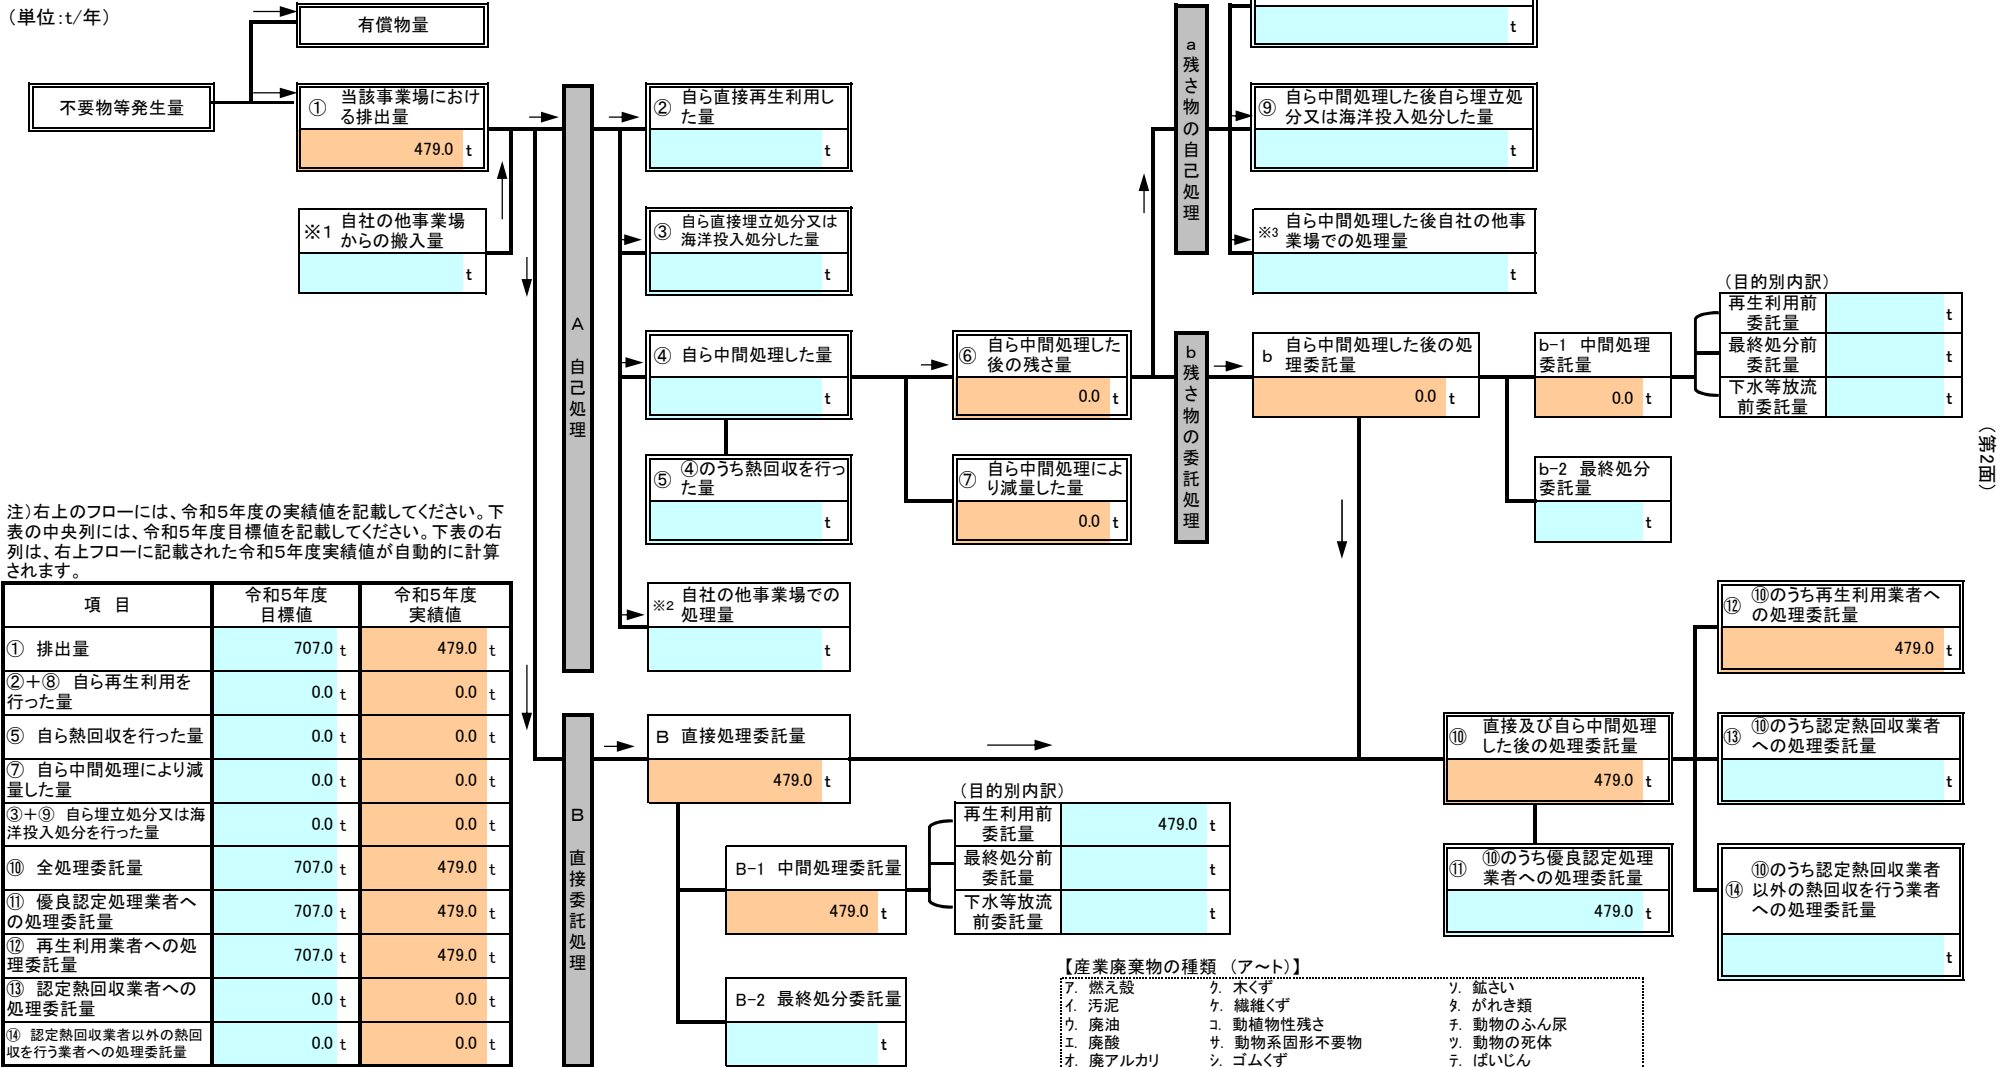 （単位:t/年）
有償物量
不要物等発生量
① 当該事業場におけ
る排出量
479.0 t
※1 自社の他事業場
からの搬入量
t
A 自己処理
② 自ら直接再生利用し
た量
t
③ 自ら直接埋立処分又は
海洋投入処分した量
t
④ 自ら中間処理した量
t
⑤ ④のうち熱回収を行っ
た量
t
※2 自社の他事業場での
処理量
t
⑥ 自ら中間処理した
後の残さ量
0.0 t
⑦ 自ら中間処理によ
り減量した量
0.0 t
a 残さ物の自己処理
t
⑨ 自ら中間処理した後自ら埋立処
分又は海洋投入処分した量
t
※3 自ら中間処理した後自社の他事
業場での処理量
t
b 残さ物の委託処理
b 自ら中間処理した後の処
理委託量
0.0 t
b-1 中間処理
委託量
0.0 t
b-2 最終処分
委託量
t
（目的別内訳）
再生利用前
委託量
t
最終処分前
委託量
t
下水等放流
前委託量
t
（第2面）
注）右上のフローには、令和5年度の実績値を記載してください。下
表の中央列には、令和5年度目標値を記載してください。下表の右
列は、右上フローに記載された令和5年度実績値が自動的に計算
されます。
項 目 令和5年度 目標値 令和5年度 実績値
① 排出量 707.0 t 479.0 t
②＋⑧ 自ら再生利用を
行った量 0.0 t 0.0 t
⑤ 自ら熱回収を行った量 0.0 t 0.0 t
⑦ 自ら中間処理により減
量した量 0.0 t 0.0 t
③＋⑨ 自ら埋立処分又は海
洋投入処分を行った量 0.0 t 0.0 t
⑩ 全処理委託量 707.0 t 479.0 t
⑪ 優良認定処理業者へ
の処理委託量 707.0 t 479.0 t
⑫ 再生利用業者への処
理委託量 707.0 t 479.0 t
⑬ 認定熱回収業者への
処理委託量 0.0 t 0.0 t
⑭ 認定熱回収業者以外の熱回
収を行う業者への処理委託量 0.0 t 0.0 t
B 直接委託処理
B 直接処理委託量
479.0 t
B-1 中間処理委託量
479.0 t
B-2 最終処分委託量
t
（目的別内訳）
再生利用前
委託量
479.0 t
最終処分前
委託量
t
下水等放流
前委託量
t
⑩ 直接及び自ら中間処理
した後の処理委託量
479.0 t
⑪ ⑩のうち優良認定処理
業者への処理委託量
479.0 t
⑫ ⑩のうち再生利用業者へ
の処理委託量
479.0 t
⑬ ⑩のうち認定熱回収業者
への処理委託量
t
⑭ ⑩のうち認定熱回収業者
以外の熱回収を行う業者
への処理委託量
t
【産業廃棄物の種類 （ア～ト）】
ア. 燃え殻 ク. 木くず ソ. 鉱さい
イ. 汚泥 ケ. 繊維くず タ. がれき類
ウ. 廃油 コ. 動植物性残さ チ. 動物のふん尿
エ. 廃酸 サ. 動物系固形不要物 ツ. 動物の死体
オ. 廃アルカリ シ. ゴムくず テ. ばいじん